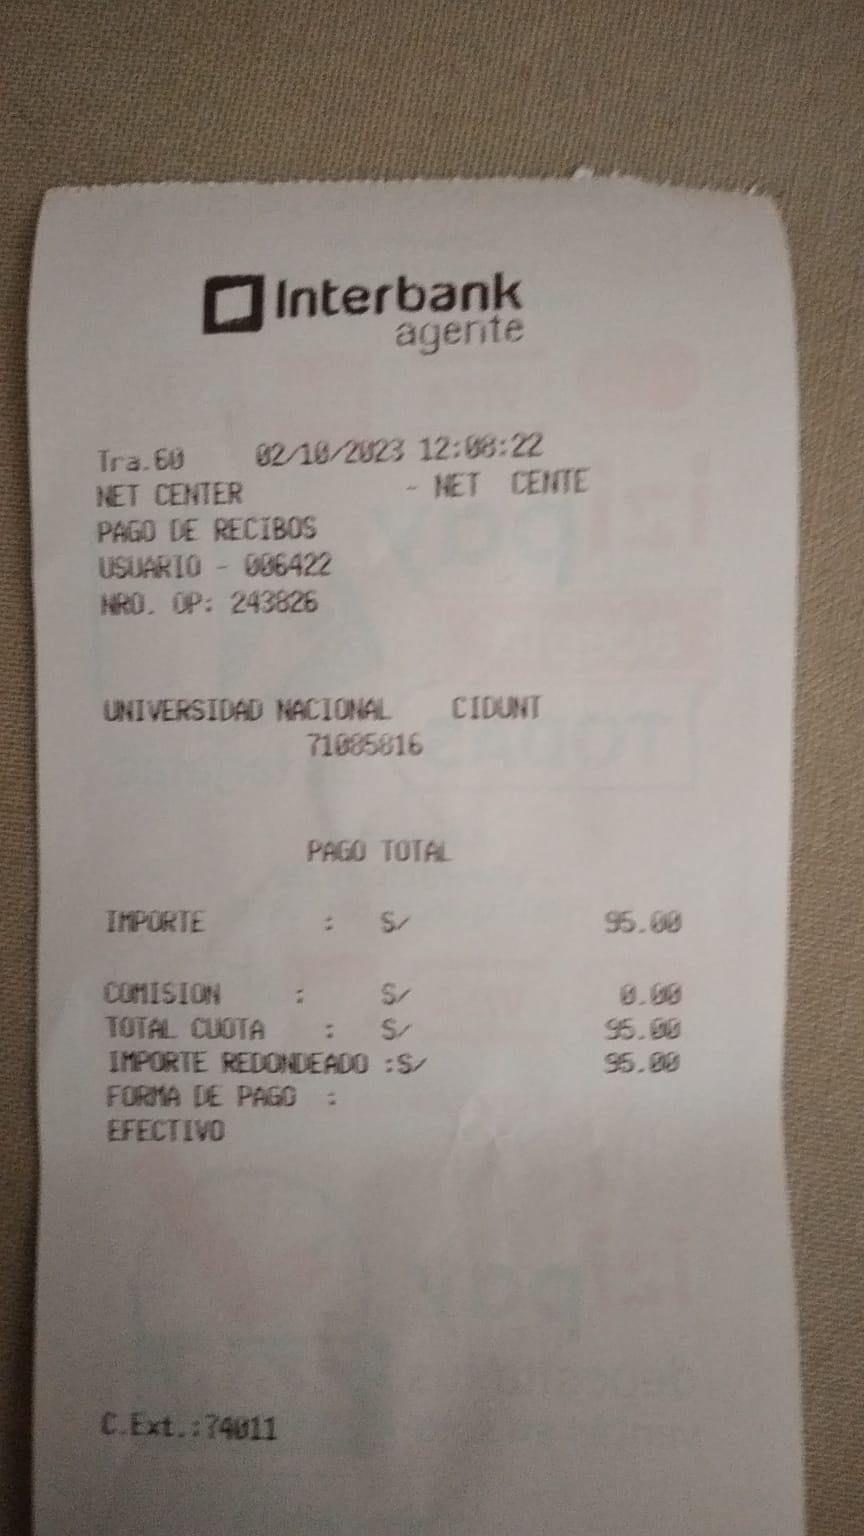 Interbank
agente
Tra.60 02/10/2023 12:08:22
NET CENTER - NET CENTE
PAGO DE RECIBOS
USUARIO - 006422
NRO. OP: 243826
UNIVERSIDAD NACIONAL CIDUNT
71085816
PAGO TOTAL
IMPORTE : S/ 95.00
COMISION : S/ 0.00
TOTAL CUOTA : S/ 95.00
IMPORTE REDONDEADO :S/ 95.00
FORMA DE PAGO :
EFECTIVO
C.Ext.:?4011